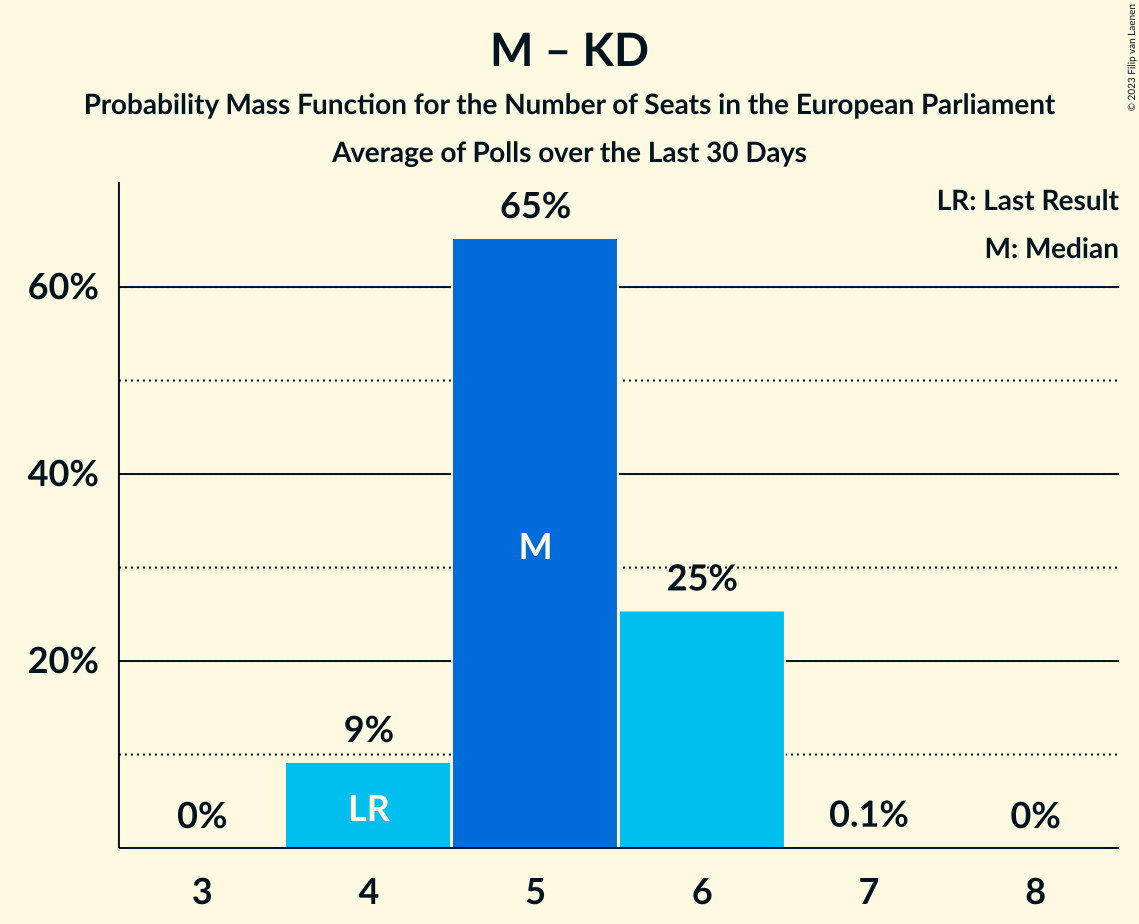 M – KD
Probability Mass Function for the Number of Seats in the European Parliament
Average of Polls over the Last 30 Days
© 2023 Filip van Laenen
LR: Last Result
M: Median
65%
60%
40%
M
25%
20%
9%
LR
0%
0.1%
0%
3 4 5 6 7 8